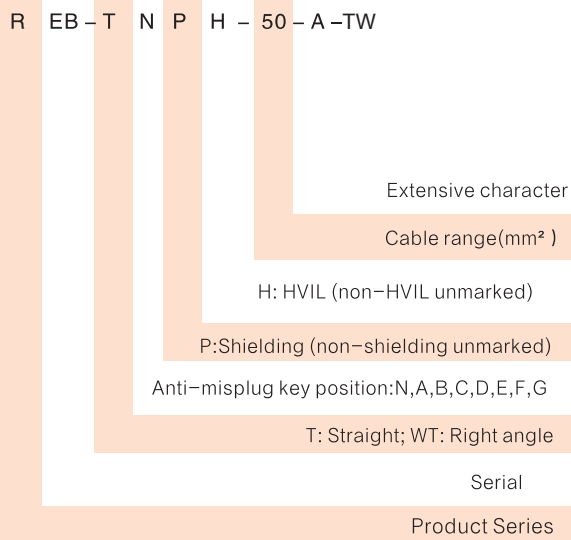 R EB – T N P H – 50 – A –TW
Extensive character
Cable range(mm² )
H: HVIL (non–HVIL unmarked)
P:Shielding (non–shielding unmarked)
Anti–misplug key position:N,A,B,C,D,E,F,G
T: Straight; WT: Right angle
Serial
Product Series